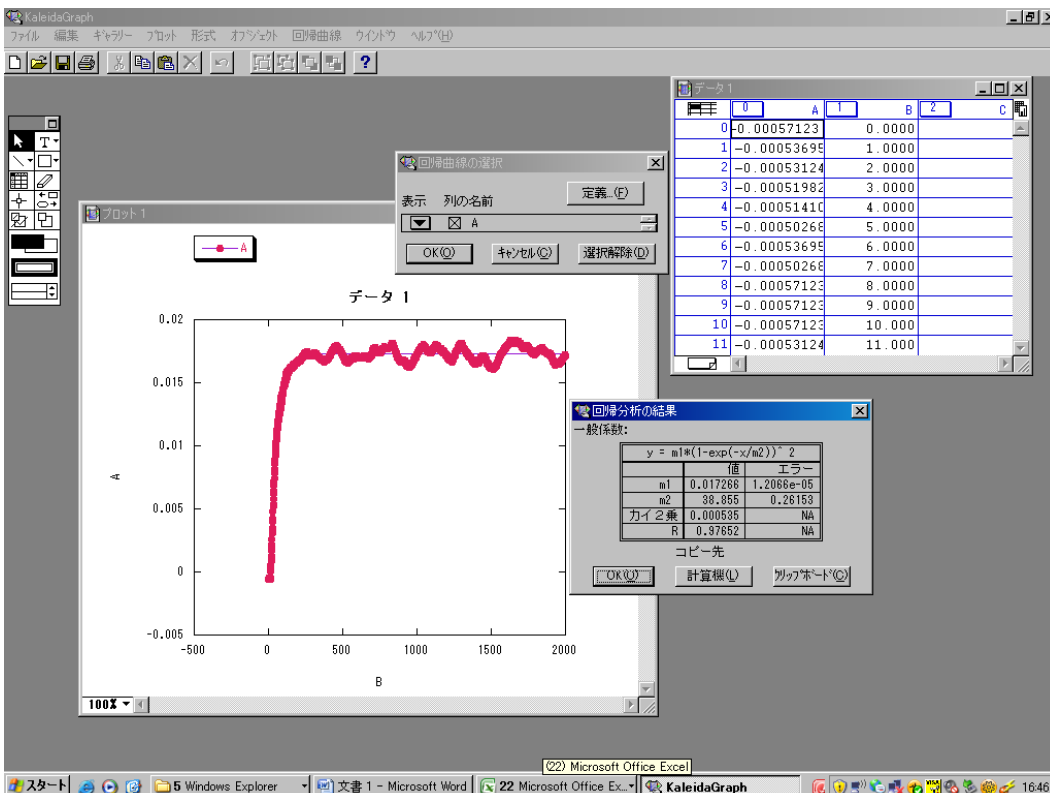 KaleidaGraph
ファイル 編集 ギャラリー プロット 形式 オブジェクト 回帰曲線 ウインドウ ヘルプ(H)
データ 1
0 A 1 B 2 C
0 -0.00057123 0.0000
1 -0.00053695 1.0000
2 -0.00053124 2.0000
3 -0.00051982 3.0000
4 -0.00051410 4.0000
5 -0.00050268 5.0000
6 -0.00053695 6.0000
7 -0.00050268 7.0000
8 -0.00057123 8.0000
9 -0.00057123 9.0000
10 -0.00057123 10.000
11 -0.00053124 11.000
回帰曲線の選択
定義...(F)
表示 列の名前
A
OK(O) キャンセル(C) 選択解除(D)
プロット 1
A
データ 1
0.02
0.015
0.01
0.005
0
-0.005
A
-500 0 500 1000 1500 2000
B
100%
回帰分析の結果
一般係数:
y = m1*(1-exp(-x/m2))^ 2
値 エラー
m1 0.017266 1.2066e-05
m2 38.855 0.26153
カイ2乗 0.000535 NA
R 0.97652 NA
コピー先
OK(O) 計算機(L) クリップボード(C)
(22) Microsoft Office Excel
スタート 5 Windows Explorer 文書 1 - Microsoft Word 22 Microsoft Office Ex... KaleidaGraph 16:46